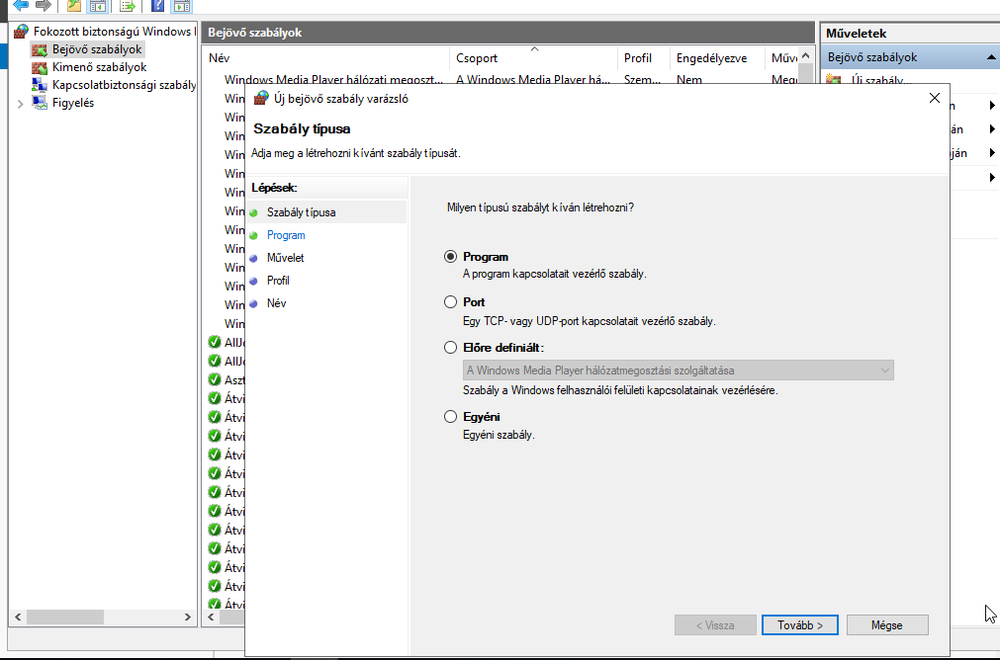 Fokozott biztonságú Windows
Bejövő szabályok
Kimenő szabályok
Kapcsolatbiztonsági szabály
Figyelés
Bejövő szabályok
Név
Csoport
Profil
Engedélyezve
Műve
Windows Media Player hálózati megoszt...
A Windows Media Player há...
Szem...
Nem
Meg
Win
Win
Win
Win
Win
Win
Win
Win
Win
Win
Win
Win
Win
AllJ
AllJ
Aszt
Átvi
Átvi
Átvi
Átvi
Átvi
Átvi
Átvi
Átvi
Átvi
Átvi
Átvi
Átvi
Műveletek
Bejövő szabályok
Új szabály...
n
án
ján
Új bejövő szabály varázsló
Szabály típusa
Adja meg a létrehozni kívánt szabály típusát.
Lépések:
Szabály típusa
Program
Művelet
Profil
Név
Milyen típusú szabályt kíván létrehozni?
Program
A program kapcsolatait vezérlő szabály.
Port
Egy TCP- vagy UDP-port kapcsolatait vezérlő szabály.
Előre definiált:
A Windows Media Player hálózatmegosztási szolgáltatása
Szabály a Windows felhasználói felületi kapcsolatainak vezérlésére.
Egyéni
Egyéni szabály.
< Vissza
Tovább >
Mégse